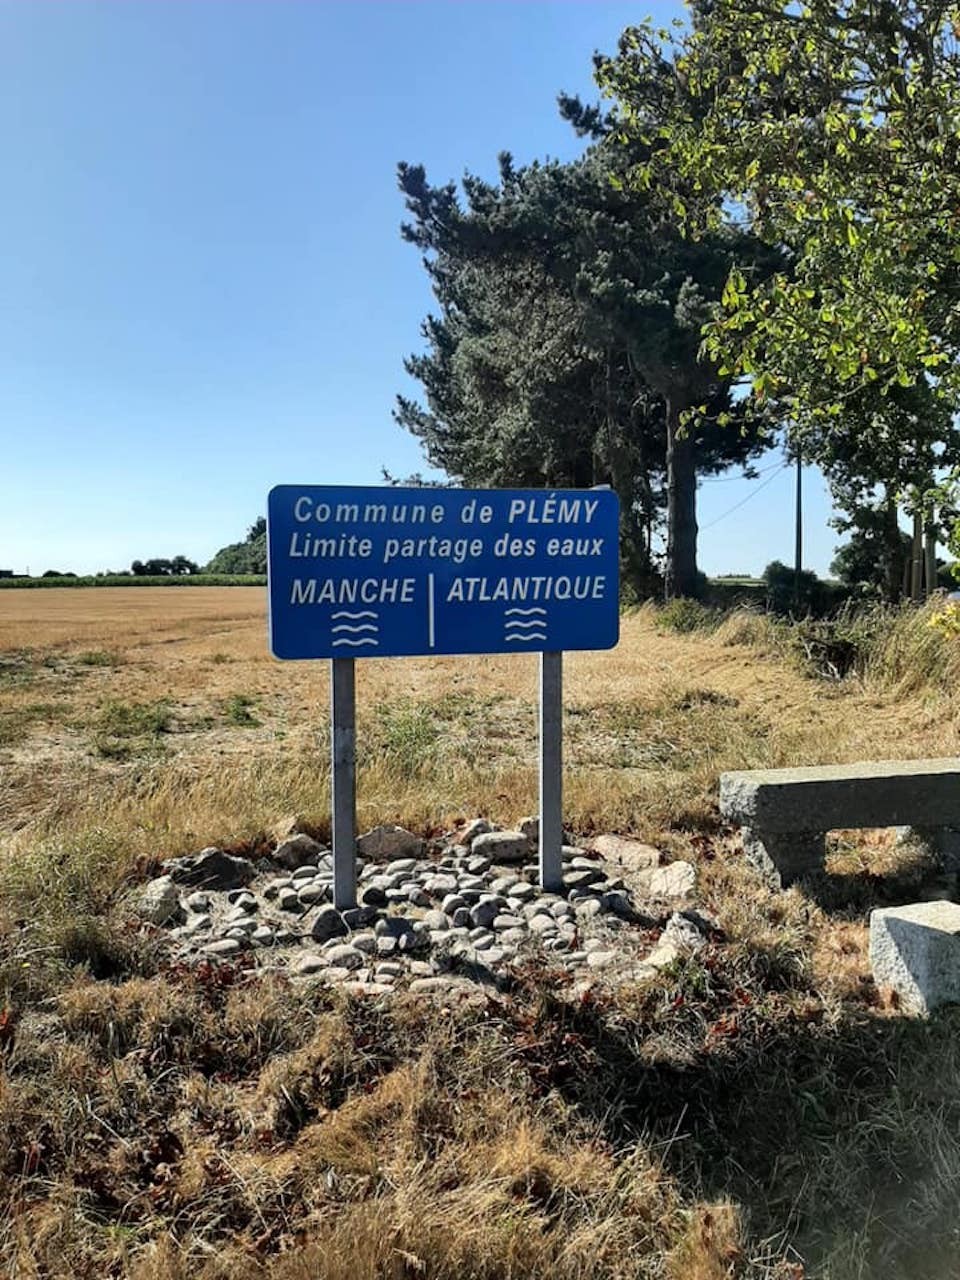 Commune de PLÉMY
Limite partage des eaux
MANCHE ATLANTIQUE